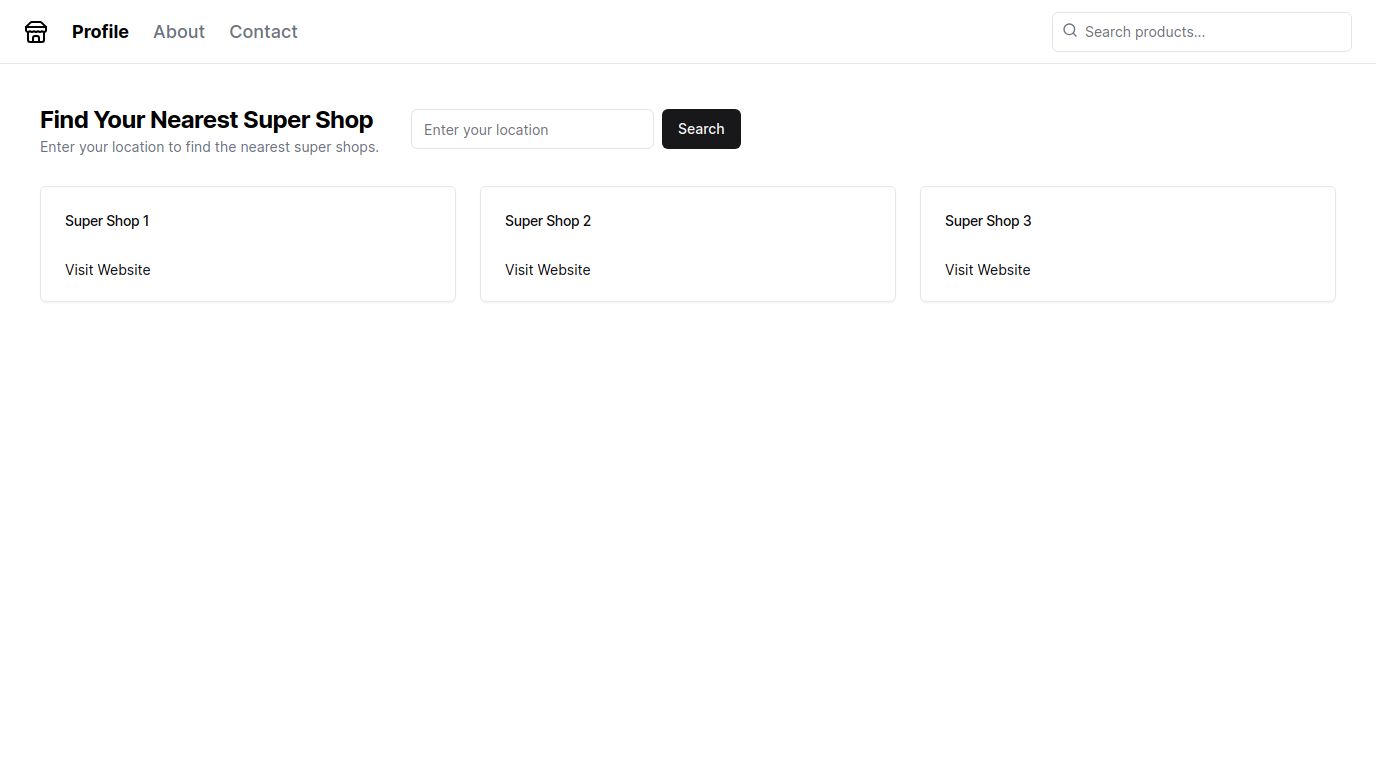 Profile About Contact Search products...
Find Your Nearest Super Shop
Enter your location to find the nearest super shops.
Enter your location Search
Super Shop 1
Visit Website
Super Shop 2
Visit Website
Super Shop 3
Visit Website